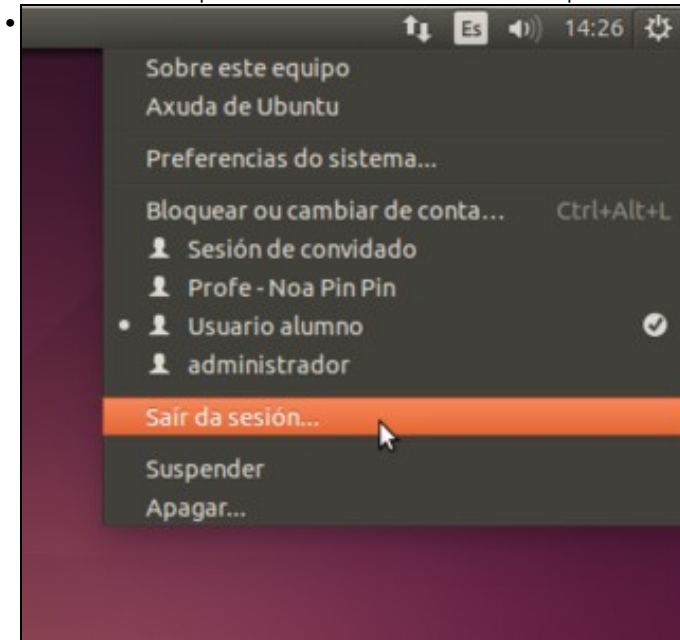 Es 14:26
Sobre este equipo
Axuda de Ubuntu
Preferencias do sistema...
Bloquear ou cambiar de conta... Ctrl+Alt+L
Sesión de convidado
Profe - Noa Pin Pin
Usuario alumno
administrador
Saír da sesión...
Suspender
Apagar...